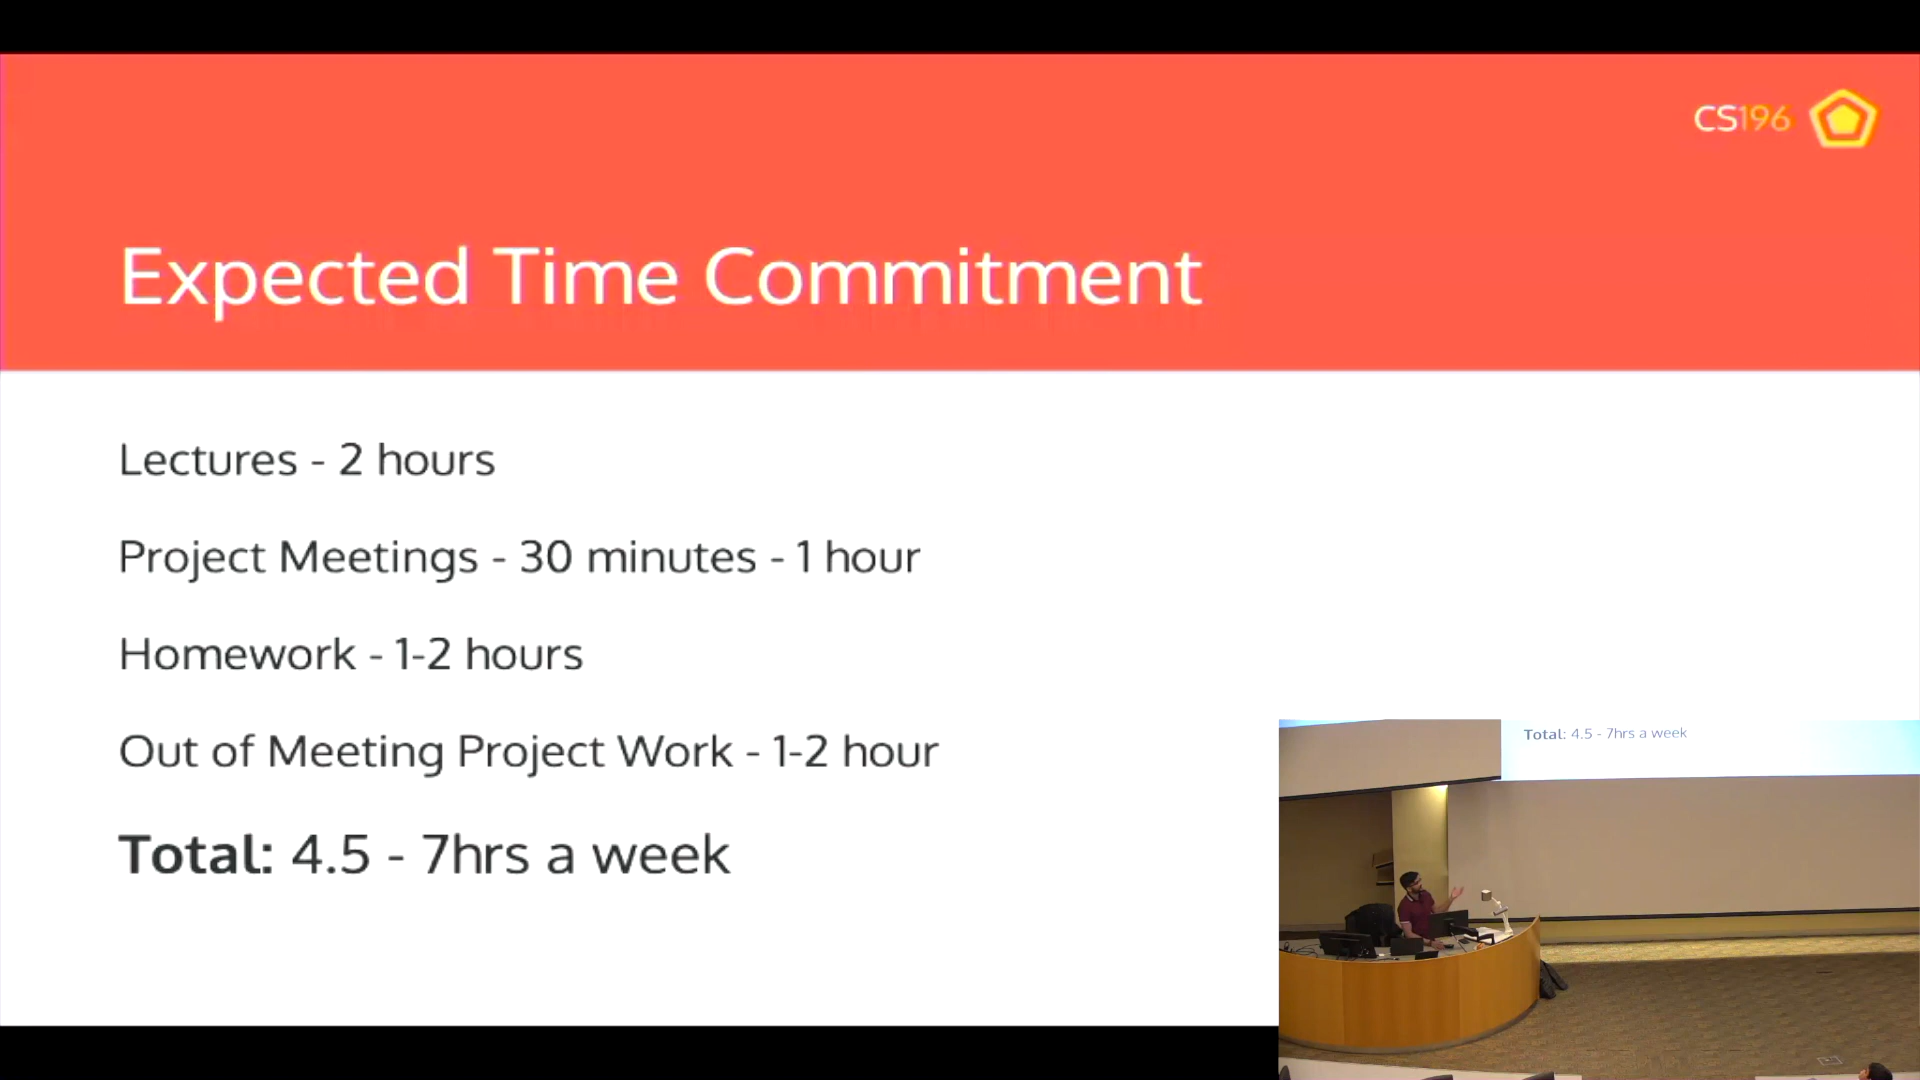 CS196
Expected Time Commitment
Lectures - 2 hours
Project Meetings - 30 minutes - 1 hour
Homework - 1-2 hours
Out of Meeting Project Work - 1-2 hour
Total: 4.5 - 7hrs a week
Total: 4.5 - 7hrs a week